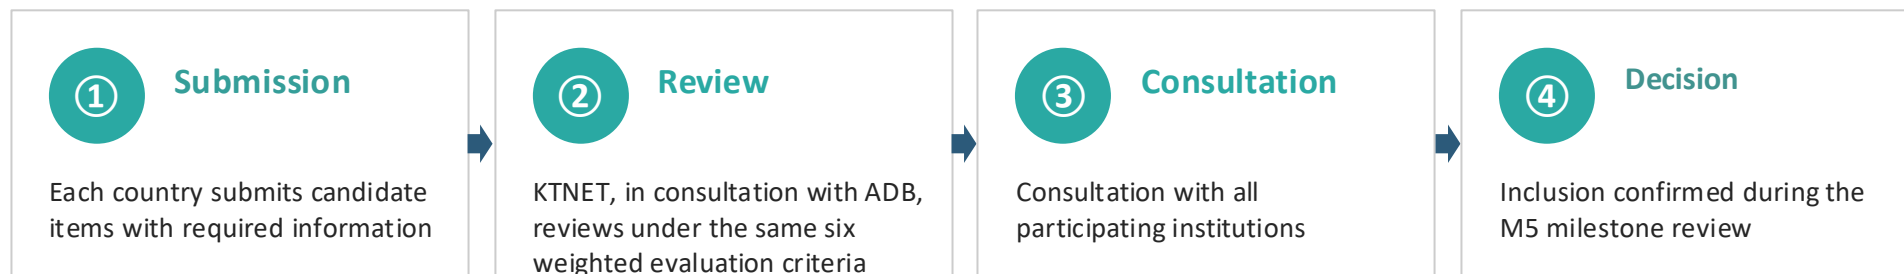 ① Submission
Each country submits candidate
items with required information
② Review
KTNET, in consultation with ADB,
reviews under the same six
weighted evaluation criteria
③ Consultation
Consultation with all
participating institutions
④ Decision
Inclusion confirmed during the
M5 milestone review